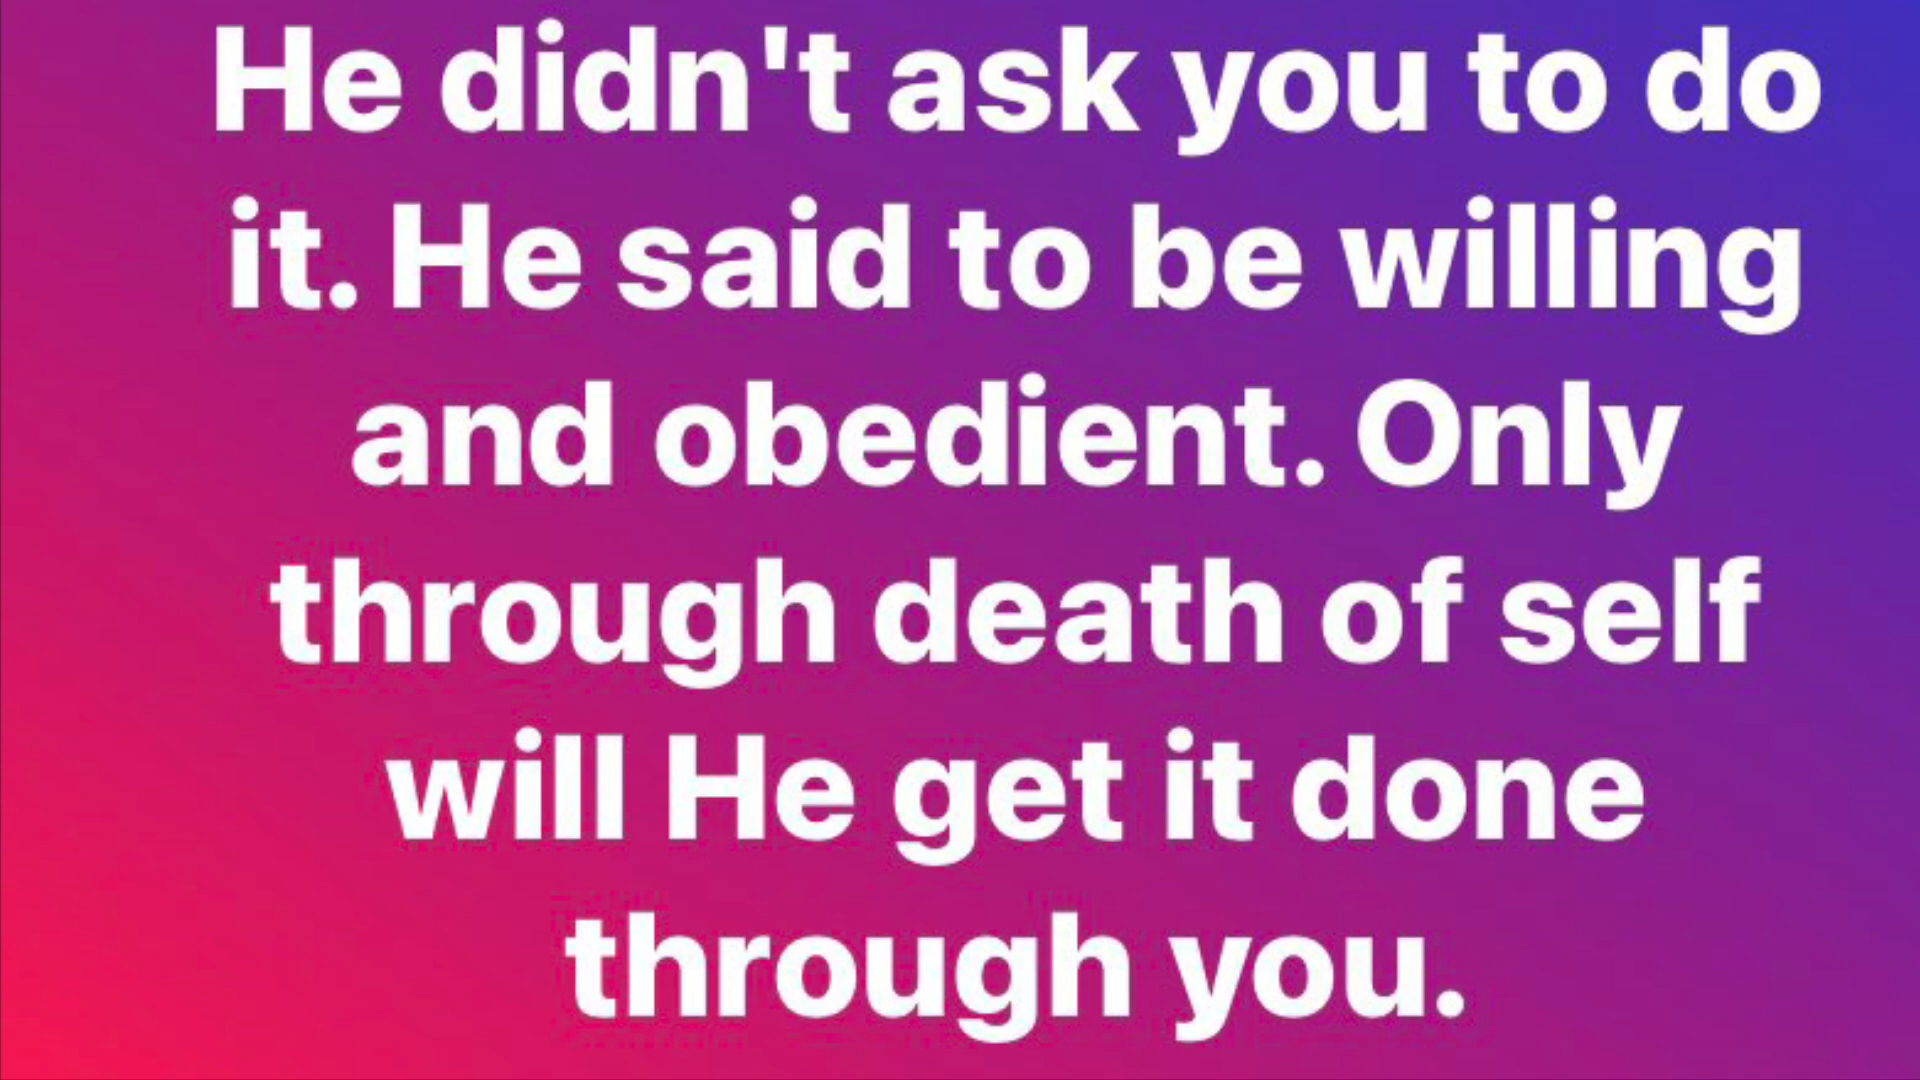 He didn't ask you to do
it. He said to be willing
and obedient. Only
through death of self
will He get it done
through you.